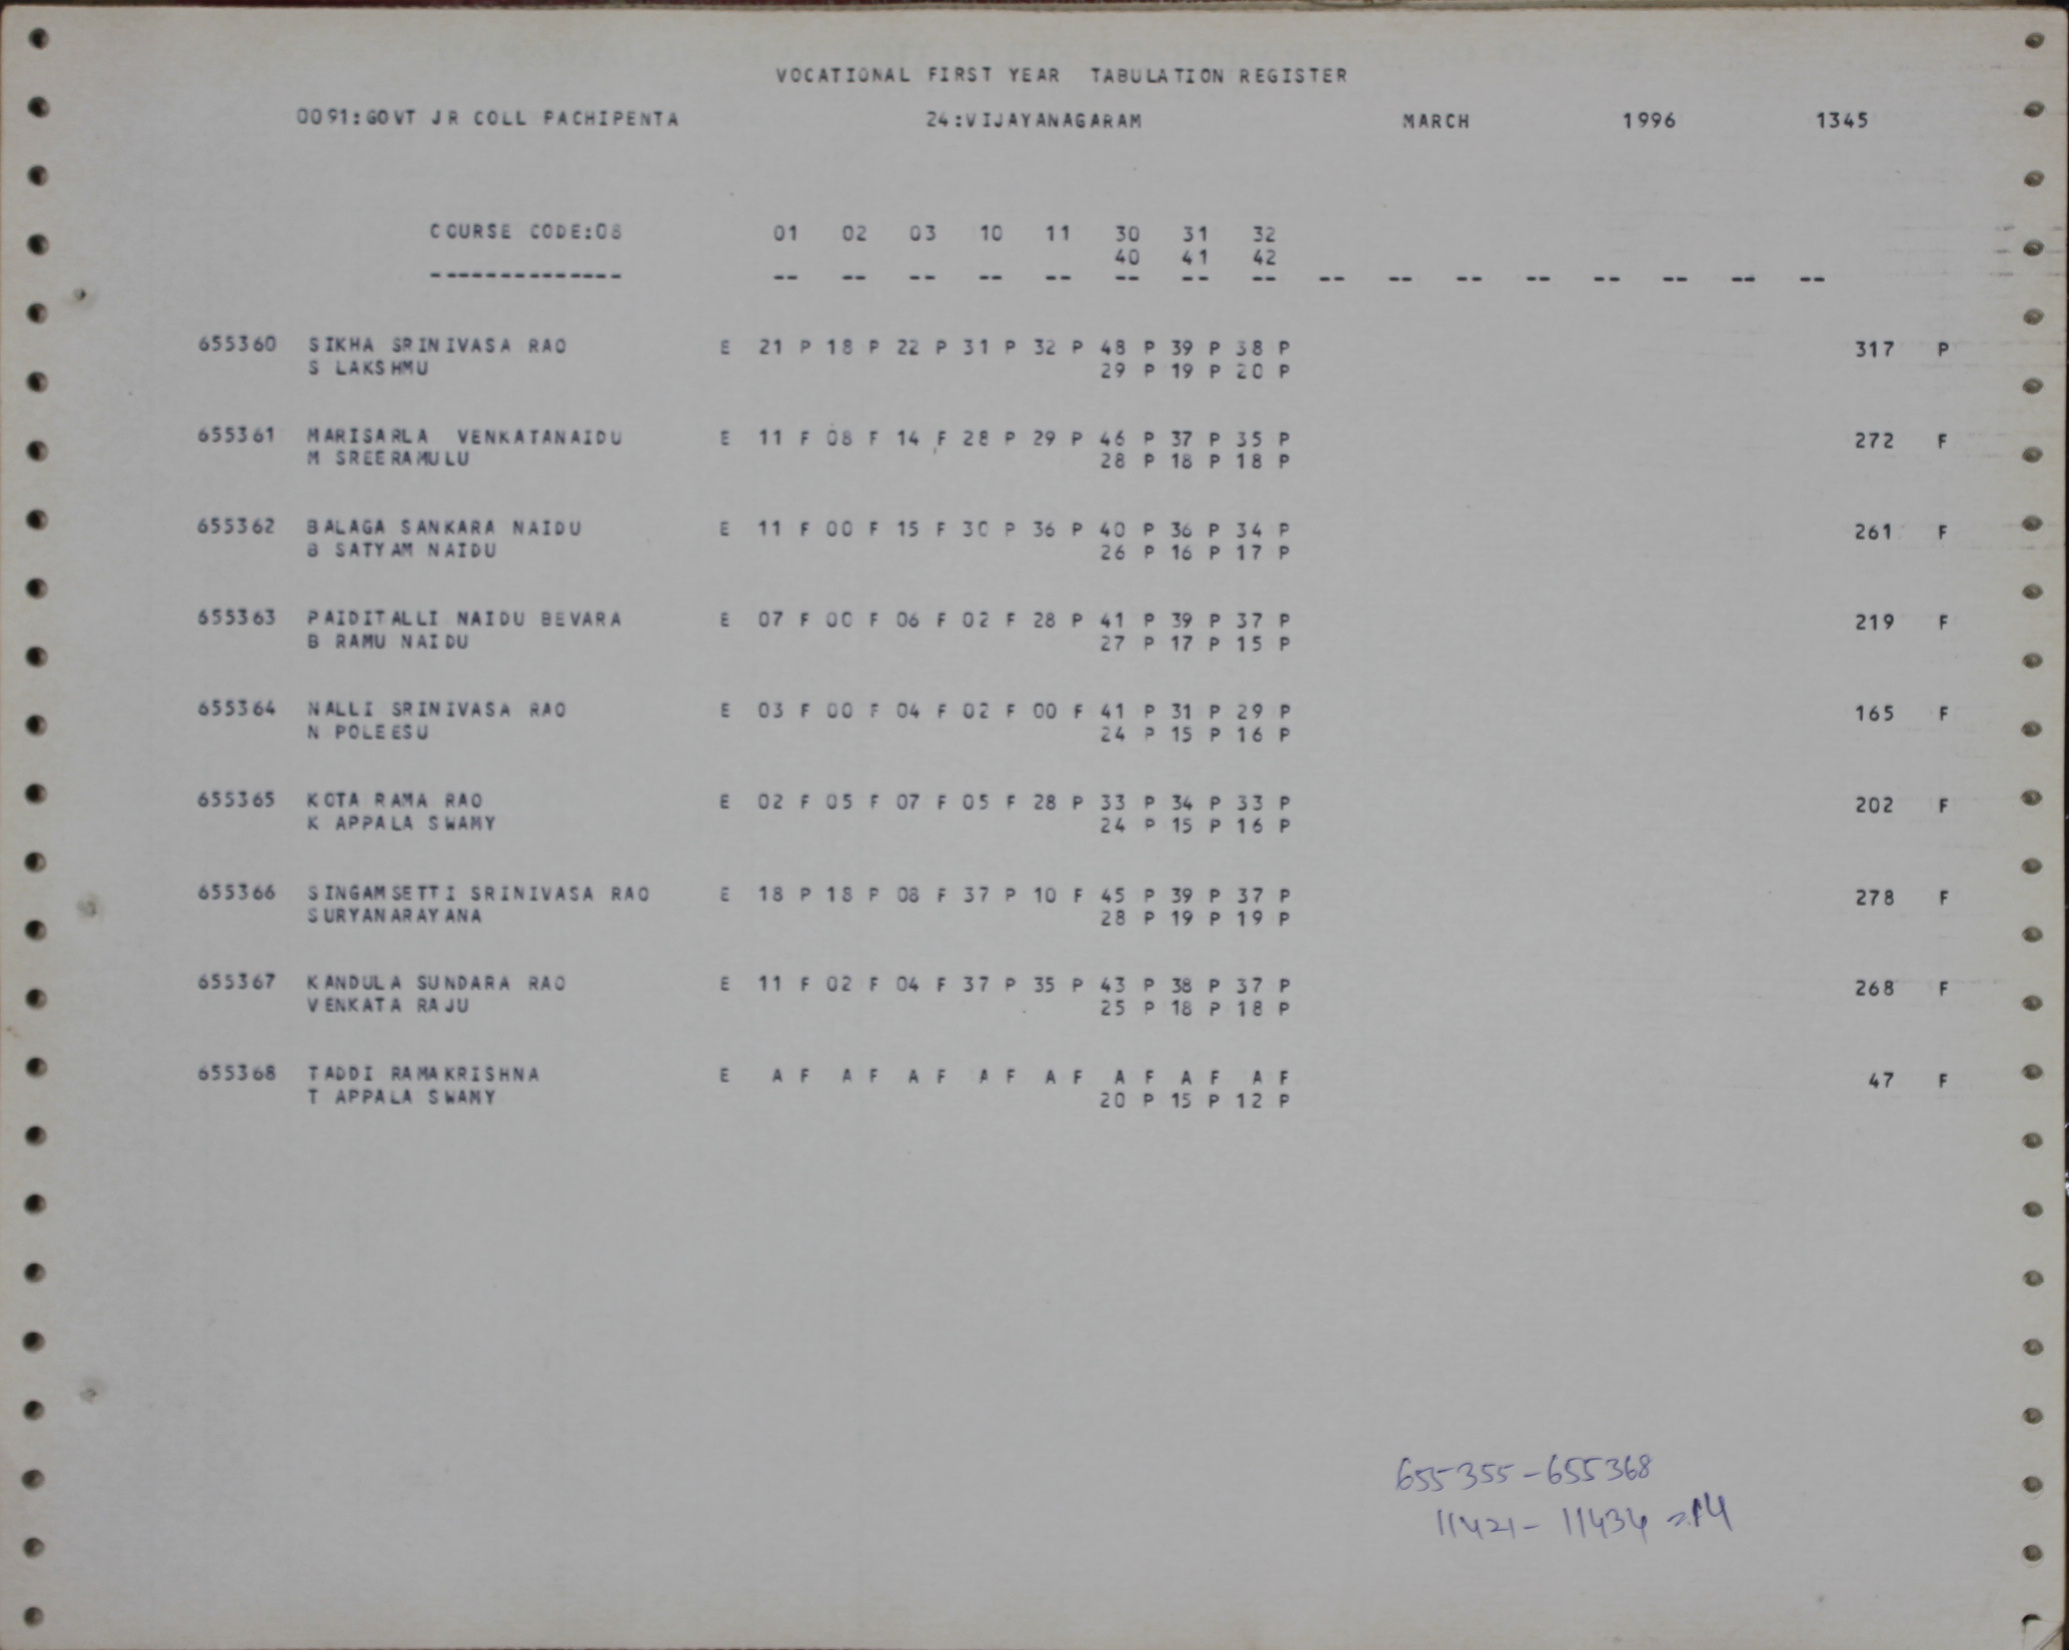 VOCATIONAL FIRST YEAR TABULATION REGISTER
0091:GOVT JR COLL PACHIPENTA 24:VIJAYANAGARAM MARCH 1996 1345
COURSE CODE:08 01 02 03 10 11 30 31 32
40 41 42
-------------- -- -- -- -- -- -- -- -- -- -- -- -- -- -- -- --
655360 SIKHA SRINIVASA RAO E 21 P 18 P 22 P 31 P 32 P 48 P 39 P 38 P 317 P
S LAKSHMU 29 P 19 P 20 P
655361 MARISARLA VENKATANAIDU E 11 F 08 F 14 F 28 P 29 P 46 P 37 P 35 P 272 F
M SREERAMULU 28 P 18 P 18 P
655362 BALAGA SANKARA NAIDU E 11 F 00 F 15 F 30 P 36 P 40 P 36 P 34 P 261 F
B SATYAM NAIDU 26 P 16 P 17 P
655363 PAIDITALLI NAIDU BEVARA E 07 F 00 F 06 F 02 F 28 P 41 P 39 P 37 P 219 F
B RAMU NAIDU 27 P 17 P 15 P
655364 NALLI SRINIVASA RAO E 03 F 00 F 04 F 02 F 00 F 41 P 31 P 29 P 165 F
N POLEESU 24 P 15 P 16 P
655365 KOTA RAMA RAO E 02 F 05 F 07 F 05 F 28 P 33 P 34 P 33 P 202 F
K APPALA SWAMY 24 P 15 P 16 P
655366 SINGAMSETTI SRINIVASA RAO E 18 P 18 P 08 F 37 P 10 F 45 P 39 P 37 P 278 F
SURYANARAYANA 28 P 19 P 19 P
655367 KANDULA SUNDARA RAO E 11 F 02 F 04 F 37 P 35 P 43 P 38 P 37 P 268 F
VENKATA RAJU 25 P 18 P 18 P
655368 TADDI RAMAKRISHNA E A F A F A F A F A F A F A F A F 47 F
T APPALA SWAMY 20 P 15 P 12 P
655355-655368
11421-11434=14